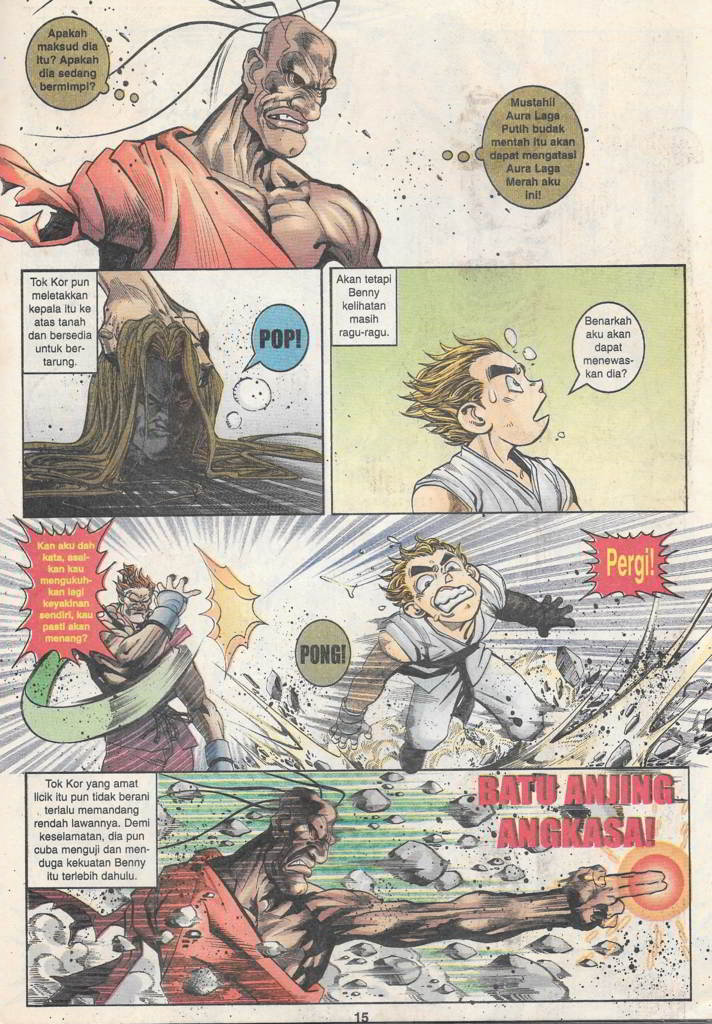 Apakah
maksud dia
itu? Apakah
dia sedang
bermimpi?
Mustahil
Aura Laga
Putih budak
mentah itu akan
dapat mengatasi
Aura Laga
Merah aku
ini!
Tok Kor pun
meletakkan
kepala itu ke
atas tanah
dan bersedia
untuk ber-
tarung.
POP!
Akan tetapi
Benny
kelihatan
masih
ragu-ragu.
Benarkah
aku akan
dapat
menewas-
kan dia?
Kan aku dah
kata, asal-
kan kau
mengukuh-
kan lagi
keyakinan
sendiri, kau
pasti akan
menang?
PONG!
Pergi!
Tok Kor yang amat
licik itu pun tidak berani
terlalu memandang
rendah lawannya. Demi
keselamatan, dia pun
cuba menguji dan men-
duga kekuatan Benny
itu terlebih dahulu.
BATU ANJING
ANGKASA!
15